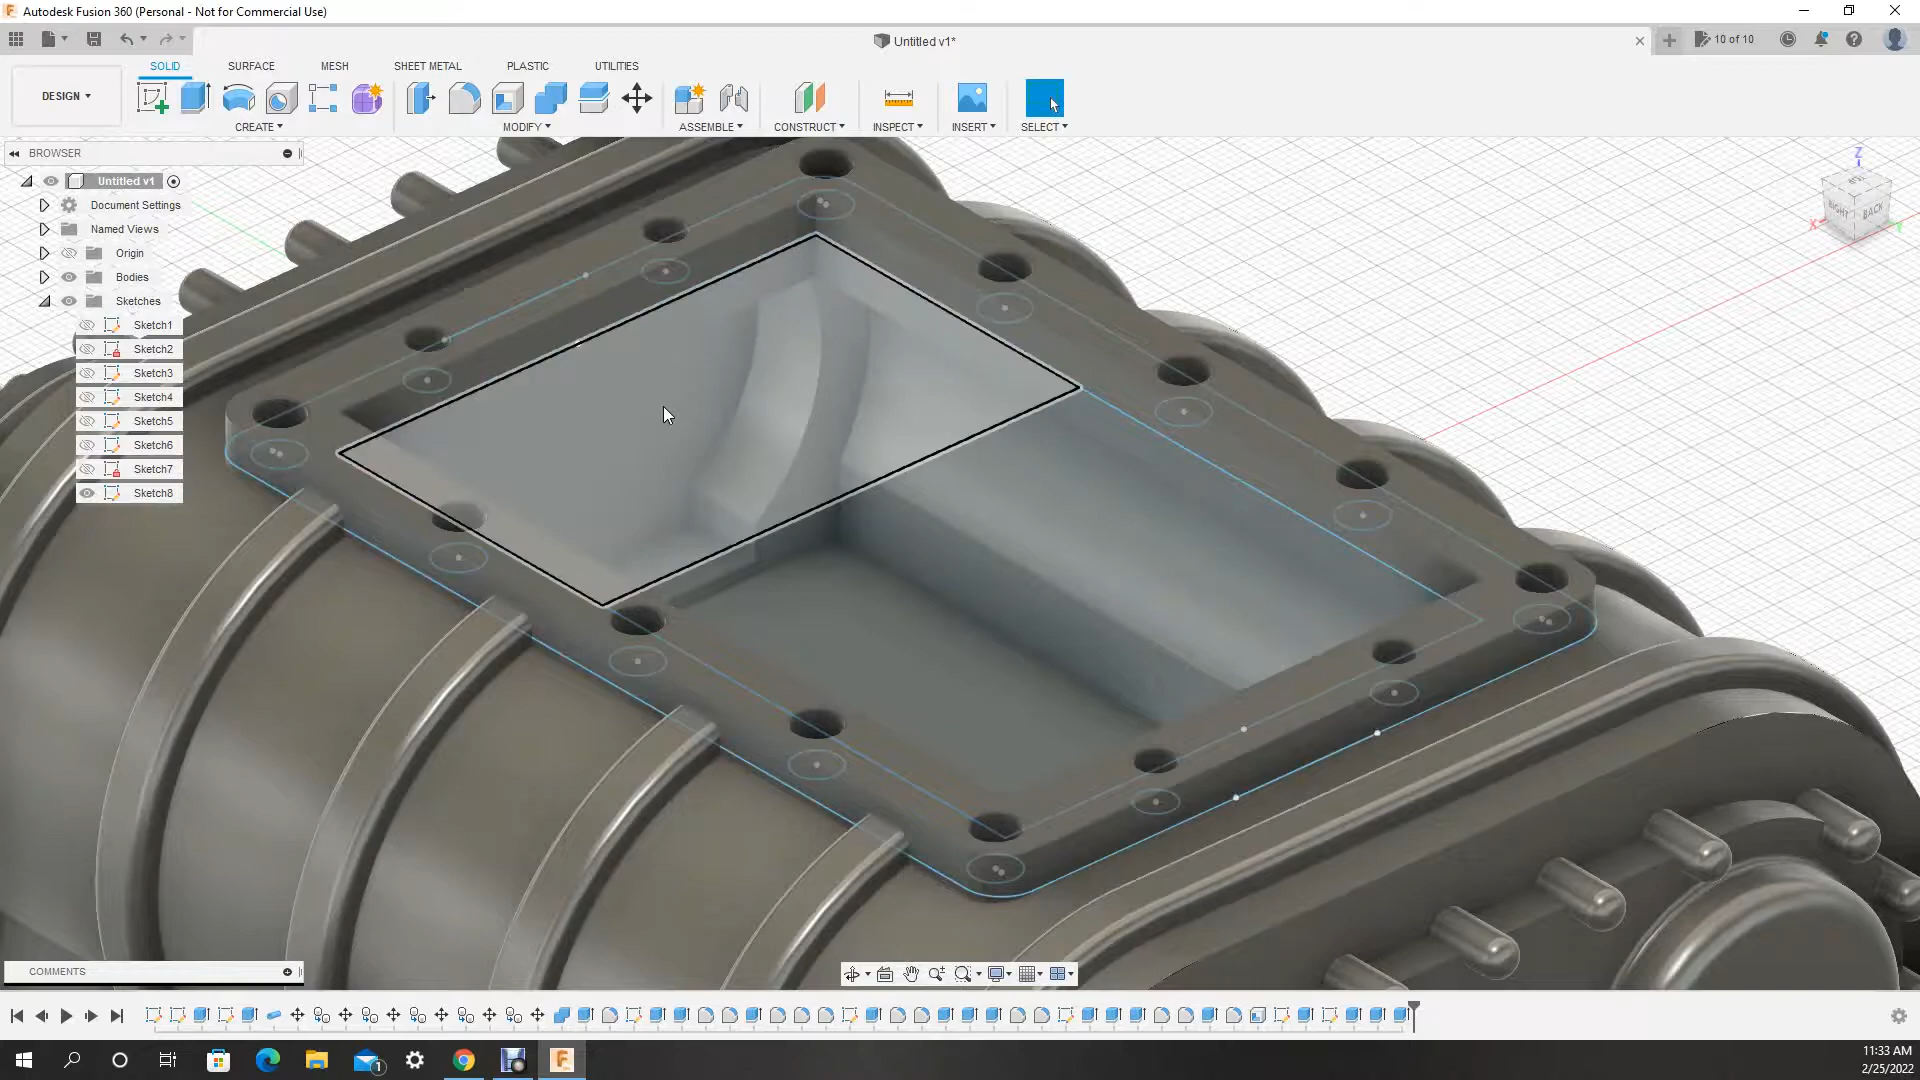 Autodesk Fusion 360 (Personal - Not for Commercial Use)
Untitled v1*
10 of 10
DESIGN
SOLID
SURFACE
MESH
SHEET METAL
PLASTIC
UTILITIES
CREATE
MODIFY
ASSEMBLE
CONSTRUCT
INSPECT
INSERT
SELECT
BROWSER
Untitled v1
Document Settings
Named Views
Origin
Bodies
Sketches
Sketch1
Sketch2
Sketch3
Sketch4
Sketch5
Sketch6
Sketch7
Sketch8
Z
RIGHT
BACK
X
Y
COMMENTS
1
11:33 AM
2/25/2022